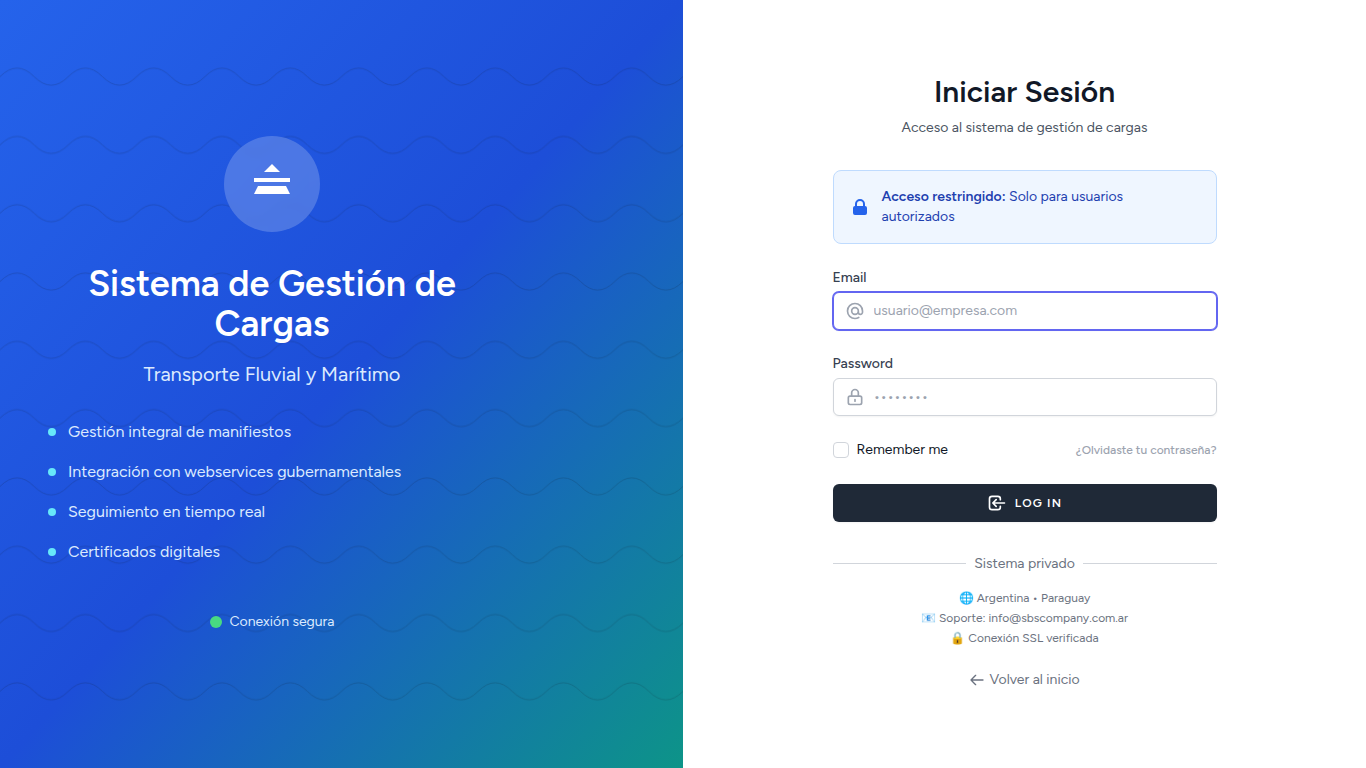 Sistema de Gestión de
Cargas
Transporte Fluvial y Marítimo
Gestión integral de manifiestos
Integración con webservices gubernamentales
Seguimiento en tiempo real
Certificados digitales
Conexión segura
Iniciar Sesión
Acceso al sistema de gestión de cargas
Acceso restringido: Solo para usuarios
autorizados
Email
usuario@empresa.com
Password
••••••••
Remember me
¿Olvidaste tu contraseña?
LOG IN
Sistema privado
🌐 Argentina • Paraguay
📧 Soporte: info@sbscompany.com.ar
🔒 Conexión SSL verificada
← Volver al inicio